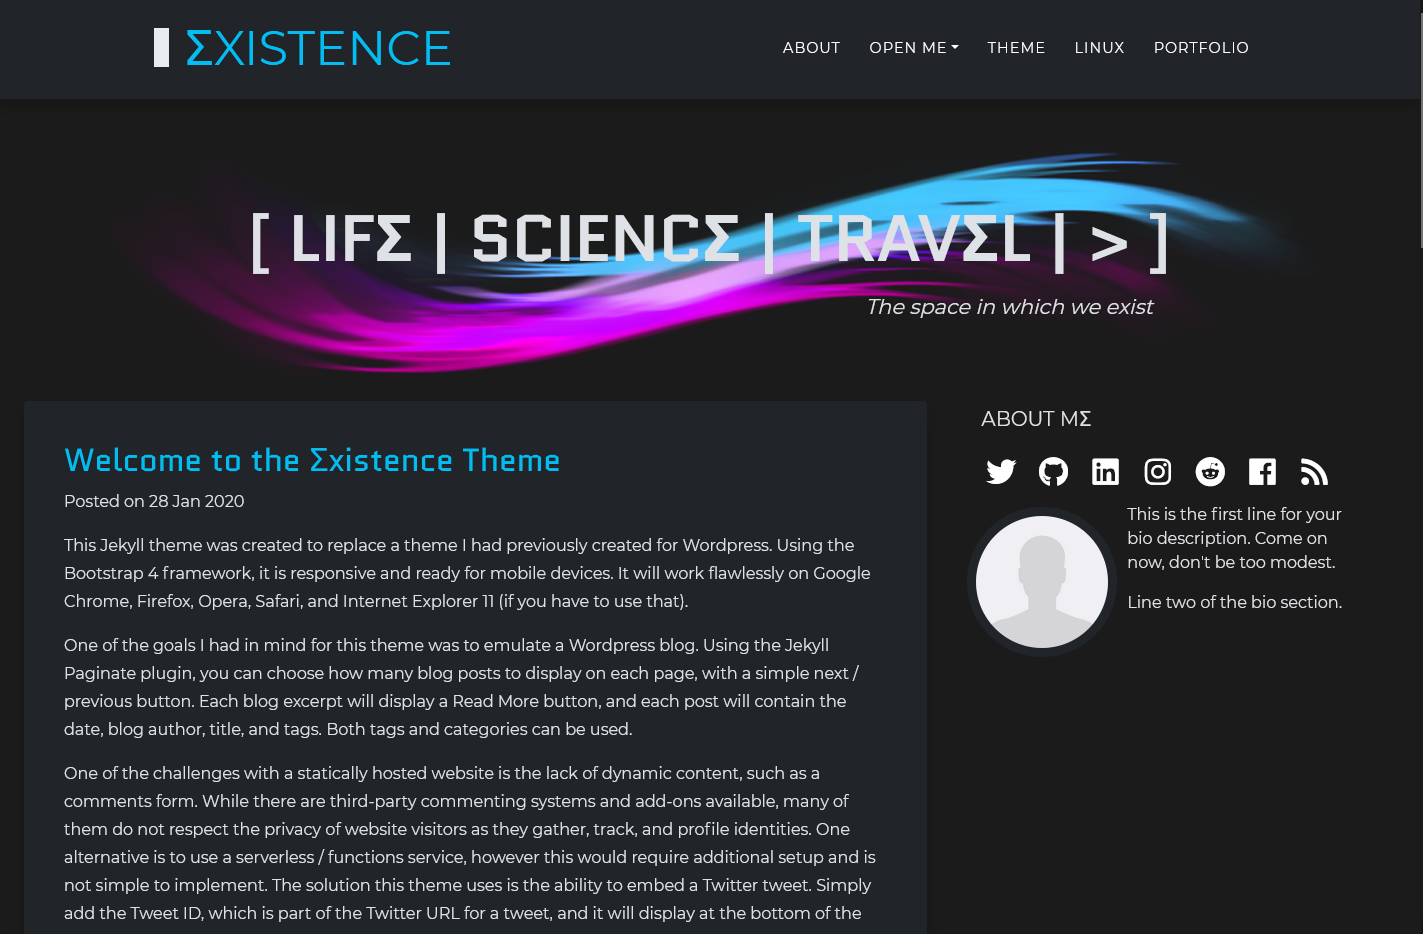 ΣXISTENCE
ABOUT OPEN ME THEME LINUX PORTFOLIO
[ LIFΣ | SCIENCΣ | TRAVΣL | > ]
The space in which we exist
Welcome to the Σxistence Theme
Posted on 28 Jan 2020
This Jekyll theme was created to replace a theme I had previously created for Wordpress. Using the
Bootstrap 4 framework, it is responsive and ready for mobile devices. It will work flawlessly on Google
Chrome, Firefox, Opera, Safari, and Internet Explorer 11 (if you have to use that).
One of the goals I had in mind for this theme was to emulate a Wordpress blog. Using the Jekyll
Paginate plugin, you can choose how many blog posts to display on each page, with a simple next /
previous button. Each blog excerpt will display a Read More button, and each post will contain the
date, blog author, title, and tags. Both tags and categories can be used.
One of the challenges with a statically hosted website is the lack of dynamic content, such as a
comments form. While there are third-party commenting systems and add-ons available, many of
them do not respect the privacy of website visitors as they gather, track, and profile identities. One
alternative is to use a serverless / functions service, however this would require additional setup and is
not simple to implement. The solution this theme uses is the ability to embed a Twitter tweet. Simply
add the Tweet ID, which is part of the Twitter URL for a tweet, and it will display at the bottom of the
ABOUT MΣ
This is the first line for your
bio description. Come on
now, don't be too modest.
Line two of the bio section.